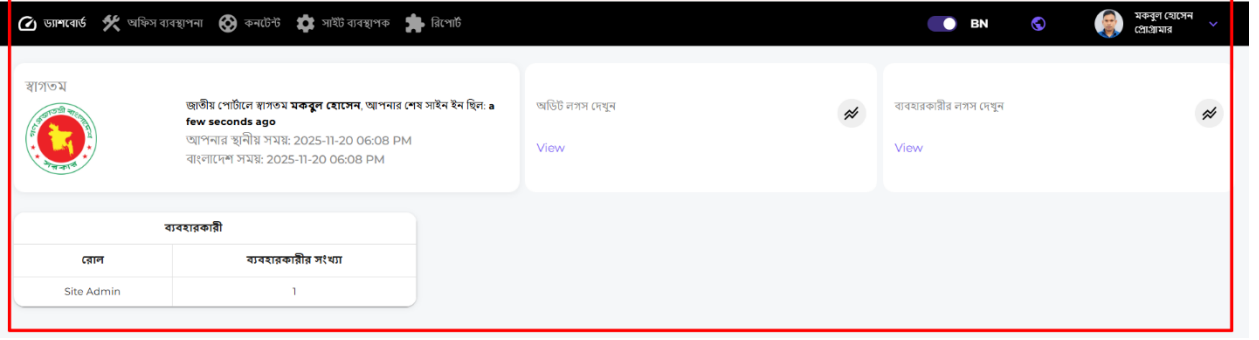 ড্যাশবোর্ড অফিস ব্যবস্থাপনা কনটেন্ট সাইট ব্যবস্থাপক রিপোর্ট BN মকবুল হোসেন
প্রোগ্রামার
স্বাগতম
জাতীয় পোর্টালে স্বাগতম মকবুল হোসেন, আপনার শেষ সাইন ইন ছিল: a
few seconds ago
আপনার স্থানীয় সময়: 2025-11-20 06:08 PM
বাংলাদেশ সময়: 2025-11-20 06:08 PM
অডিট লগস দেখুন
View
ব্যবহারকারীর লগস দেখুন
View
ব্যবহারকারী
রোল ব্যবহারকারীর সংখ্যা
Site Admin 1